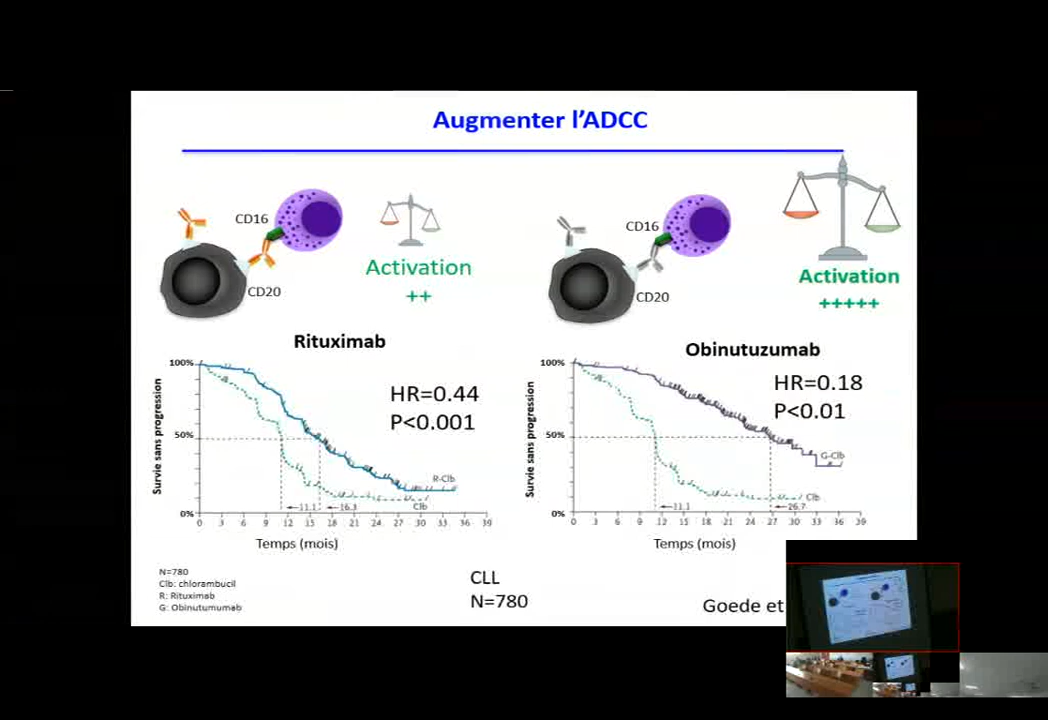 Augmenter l'ADCC
CD16
CD20
Activation
++
CD16
CD20
Activation
+++++
Rituximab
Survie sans progression
100%
50%
0%
HR=0.44
P<0.001
R-Clb
Clb
11.1
16.3
0 3 6 9 12 15 18 21 24 27 30 33 36 39
Temps (mois)
Obinutuzumab
Survie sans progression
100%
50%
0%
HR=0.18
P<0.01
G-Clb
Clb
11.1
26.7
0 3 6 9 12 15 18 21 24 27 30 33 36 39
Temps (mois)
N=780
Clb: chlorambucil
R: Rituximab
G: Obinutumumab
CLL
N=780
Goede et